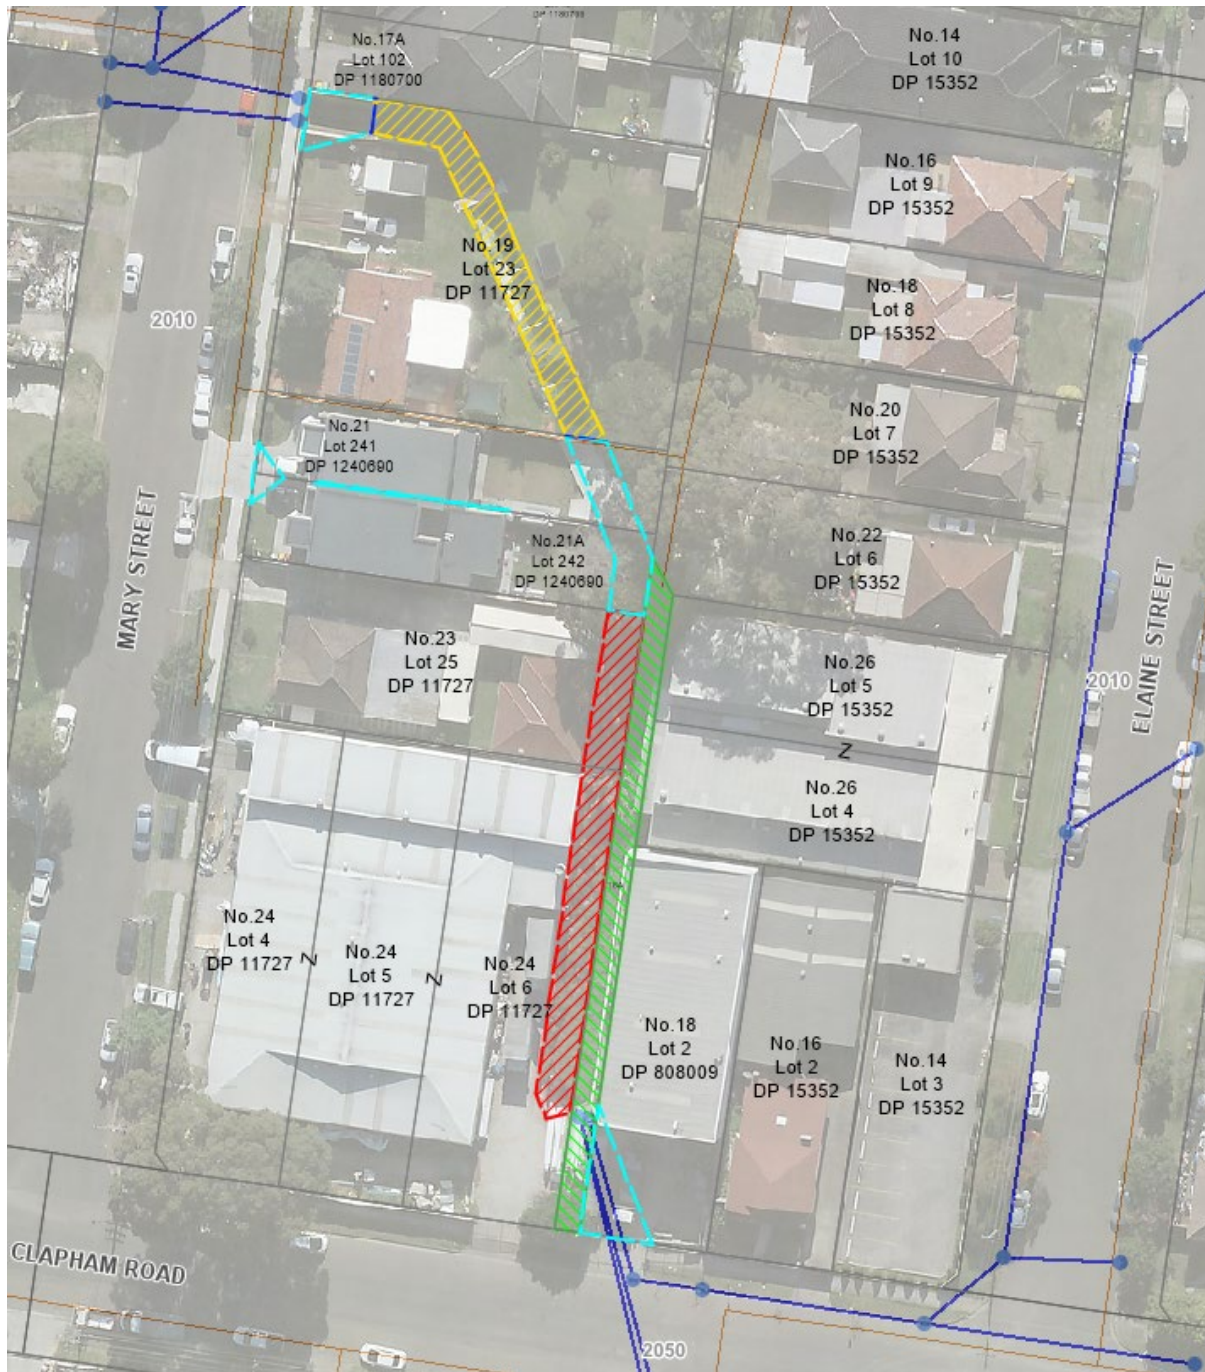 DP 1180700
No.17A
Lot 102
DP 1180700
No.14
Lot 10
DP 15352
No.16
Lot 9
DP 15352
No.19
Lot 23
DP 11727
No.18
Lot 8
DP 15352
2010
No.20
Lot 7
DP 15352
No.21
Lot 241
DP 1240690
MARY STREET
No.21A
Lot 242
DP 1240690
No.22
Lot 6
DP 15352
ELAINE STREET
No.23
Lot 25
DP 11727
No.26
Lot 5
DP 15352
2010
Z
No.26
Lot 4
DP 15352
No.24
Lot 4
DP 11727
Z
No.24
Lot 5
DP 11727
Z
No.24
Lot 6
DP 11727
No.18
Lot 2
DP 808009
No.16
Lot 2
DP 15352
No.14
Lot 3
DP 15352
CLAPHAM ROAD
2050